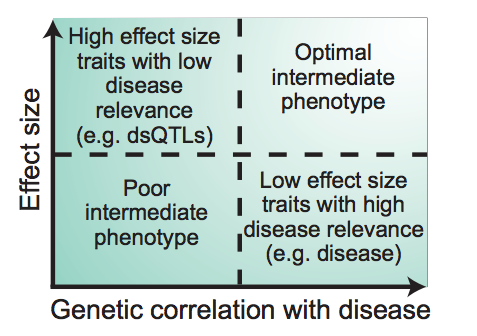 High effect size
traits with low
disease
relevance
(e.g. dsQTLs)
Optimal
intermediate
phenotype
Poor
intermediate
phenotype
Low effect size
traits with high
disease relevance
(e.g. disease)
Effect size
Genetic correlation with disease